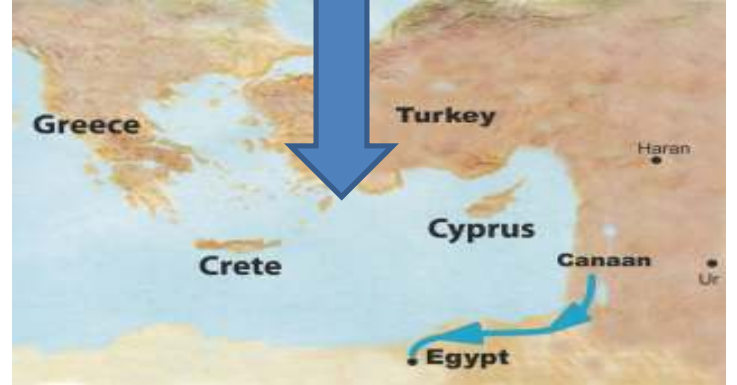 Greece
Turkey
Haran
Cyprus
Crete
Canaan
Ur
Egypt